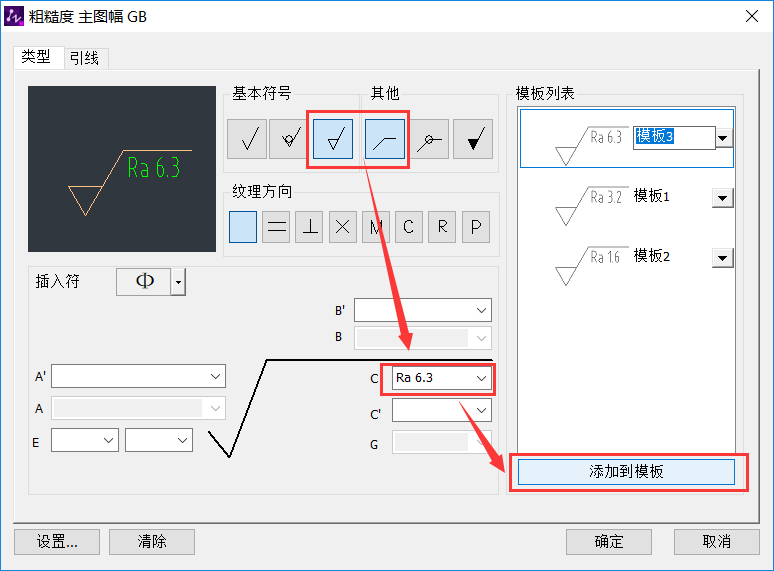 粗糙度 主图幅 GB
类型 引线
基本符号 其他 模板列表
Ra 6.3 模板3
Ra 6.3
纹理方向
M C R P
Ra 3.2 模板1
Ra 1.6 模板2
插入符 Φ
B'
B
A'
C Ra 6.3
A
C'
E
G
添加到模板
设置... 清除 确定 取消